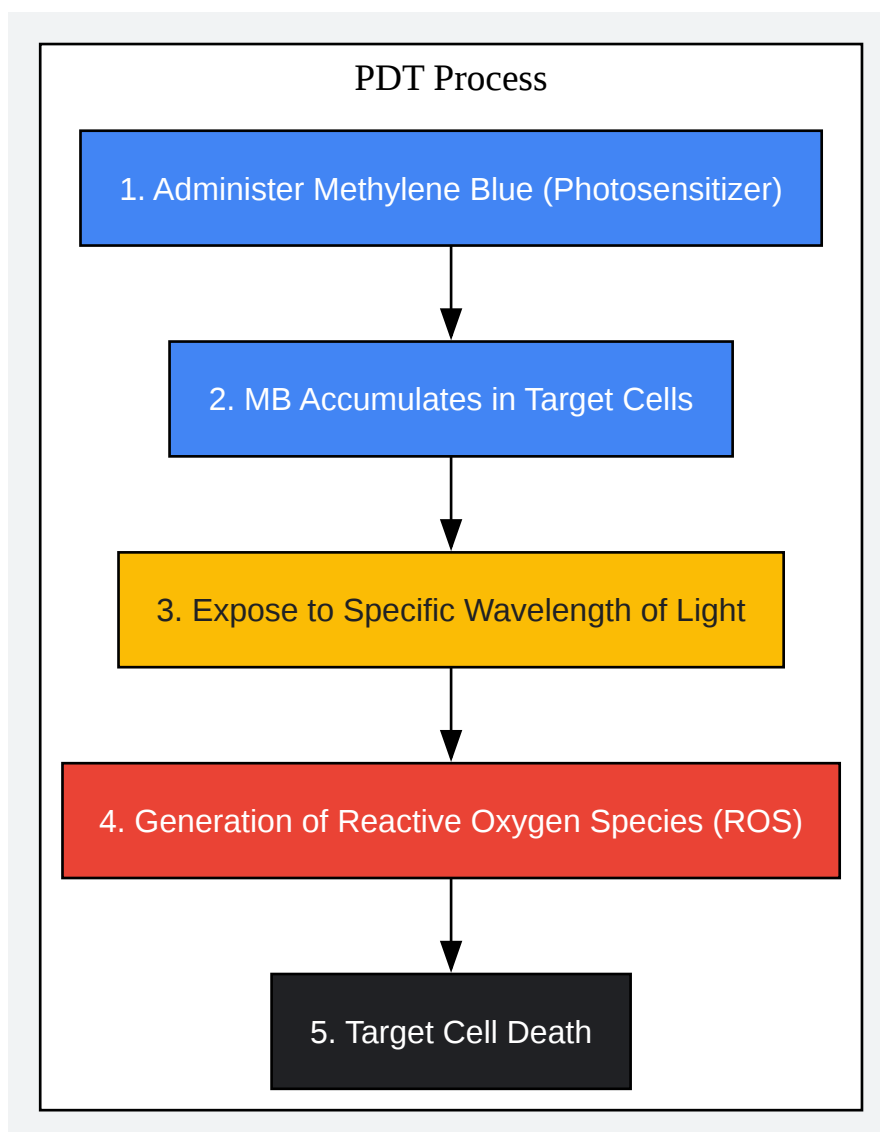 PDT Process
1. Administer Methylene Blue (Photosensitizer)
2. MB Accumulates in Target Cells
3. Expose to Specific Wavelength of Light
4. Generation of Reactive Oxygen Species (ROS)
5. Target Cell Death